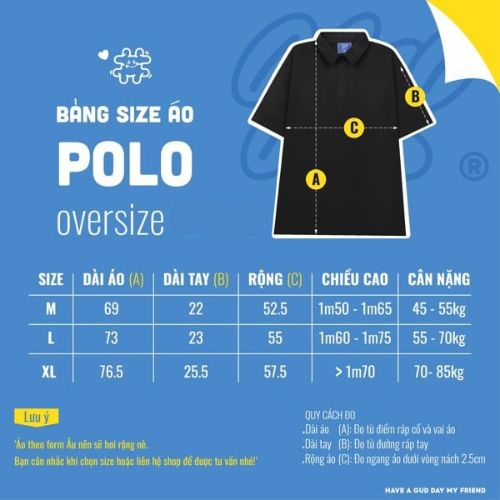 BẢNG SIZE ÁO
POLO
oversize
®
A
B
C
SIZE DÀI ÁO (A) DÀI TAY (B) RỘNG (C) CHIỀU CAO CÂN NẶNG
M 69 22 52.5 1m50 - 1m65 45 - 55kg
L 73 23 55 1m60 - 1m75 55 - 70kg
XL 76.5 25.5 57.5 > 1m70 70- 85kg
Lưu ý
'Áo theo form Âu nên sẽ hơi rộng nè.
Bạn cân nhắc khi chọn size hoặc liên hệ shop để được tư vấn nhé!'
QUY CÁCH ĐO
.Dài áo (A): Đo từ điểm ráp cổ và vai áo
.Dài tay (B): Đo từ đường ráp tay
.Rộng áo (C): Đo ngang áo dưới vòng nách 2.5cm
HAVE A GUD DAY MY FRIEND